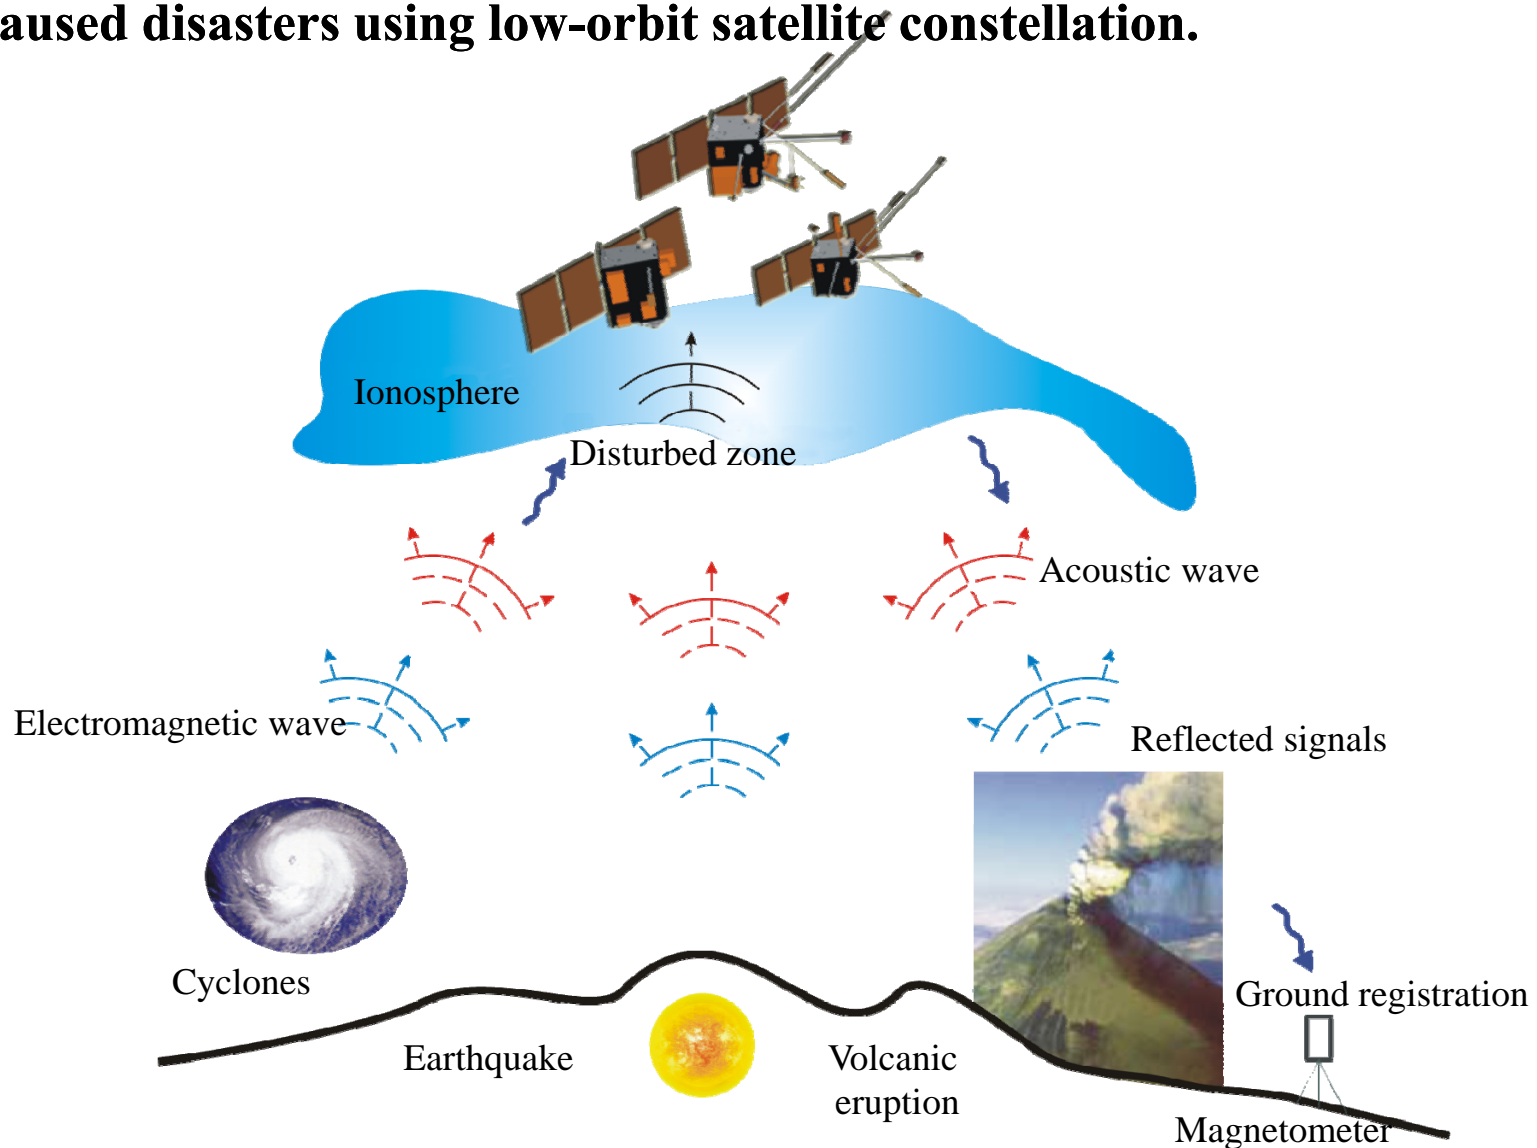 aused disasters using low-orbit satellite constellation.
Ionosphere
Disturbed zone
Acoustic wave
Electromagnetic wave
Reflected signals
Cyclones
Ground registration
Earthquake
Volcanic
eruption
Magnetometer